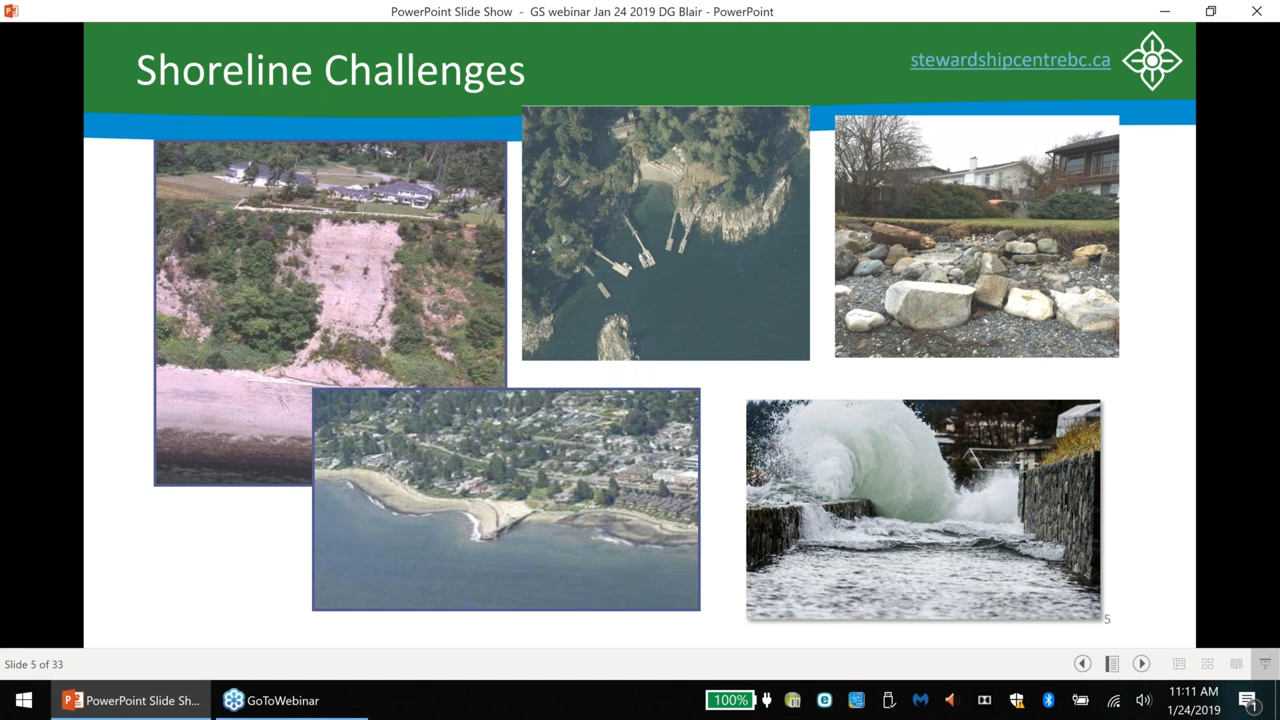 PowerPoint Slide Show - GS webinar Jan 24 2019 DG Blair - PowerPoint
Shoreline Challenges
stewardshipcentrebc.ca
5
Slide 5 of 33
PowerPoint Slide Sh...
GoToWebinar
100%
11:11 AM
1/24/2019
1